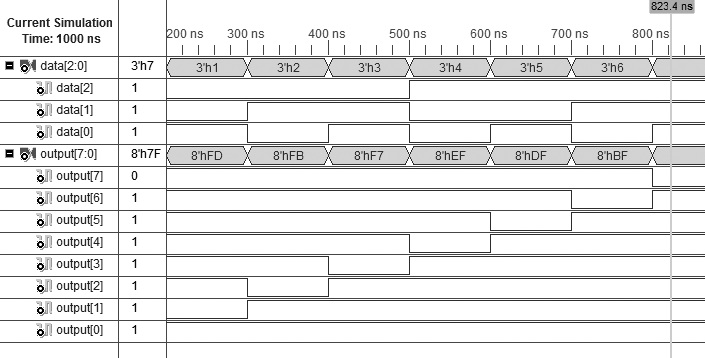 823.4 ns
Current Simulation
Time: 1000 ns
200 ns 300 ns 400 ns 500 ns 600 ns 700 ns 800 ns
data[2:0] 3'h7 3'h1 3'h2 3'h3 3'h4 3'h5 3'h6
data[2] 1
data[1] 1
data[0] 1
output[7:0] 8'h7F 8'hFD 8'hFB 8'hF7 8'hEF 8'hDF 8'hBF
output[7] 0
output[6] 1
output[5] 1
output[4] 1
output[3] 1
output[2] 1
output[1] 1
output[0] 1